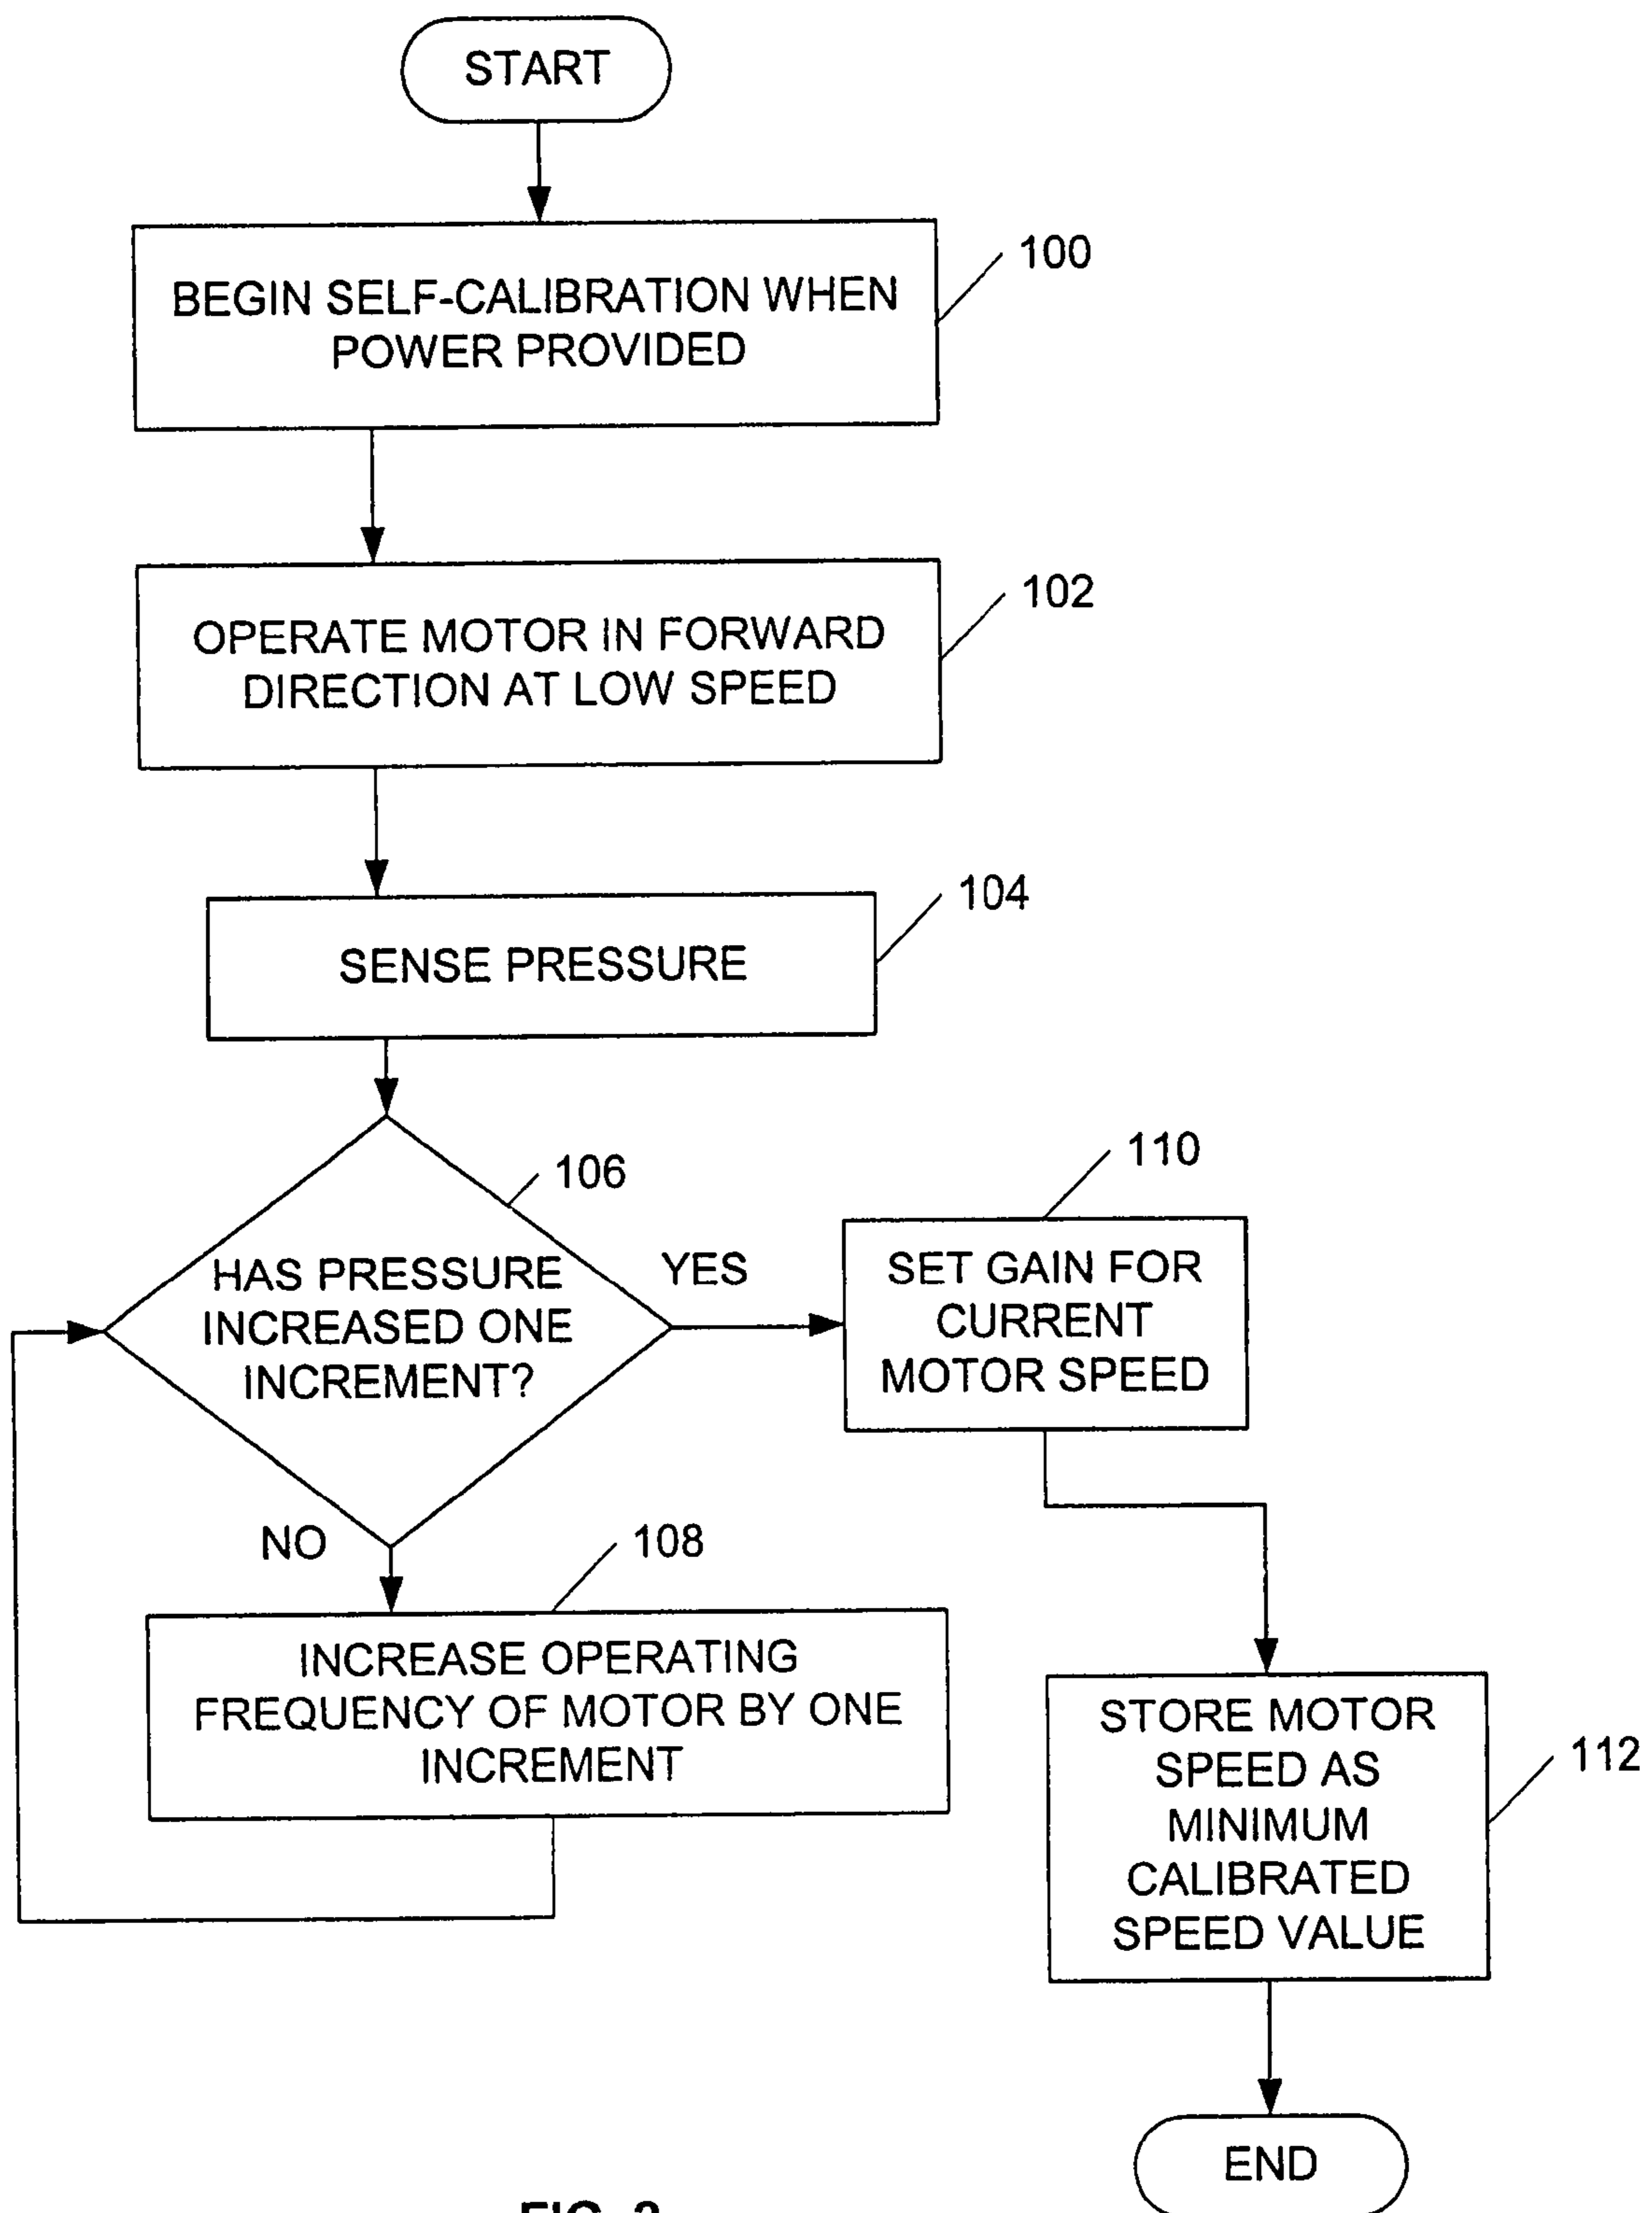 START
BEGIN SELF-CALIBRATION WHEN
POWER PROVIDED
100
OPERATE MOTOR IN FORWARD
DIRECTION AT LOW SPEED
102
SENSE PRESSURE
104
HAS PRESSURE
INCREASED ONE
INCREMENT?
106
YES
NO
SET GAIN FOR
CURRENT
MOTOR SPEED
110
INCREASE OPERATING
FREQUENCY OF MOTOR BY ONE
INCREMENT
108
STORE MOTOR
SPEED AS
MINIMUM
CALIBRATED
SPEED VALUE
112
END
FIG.